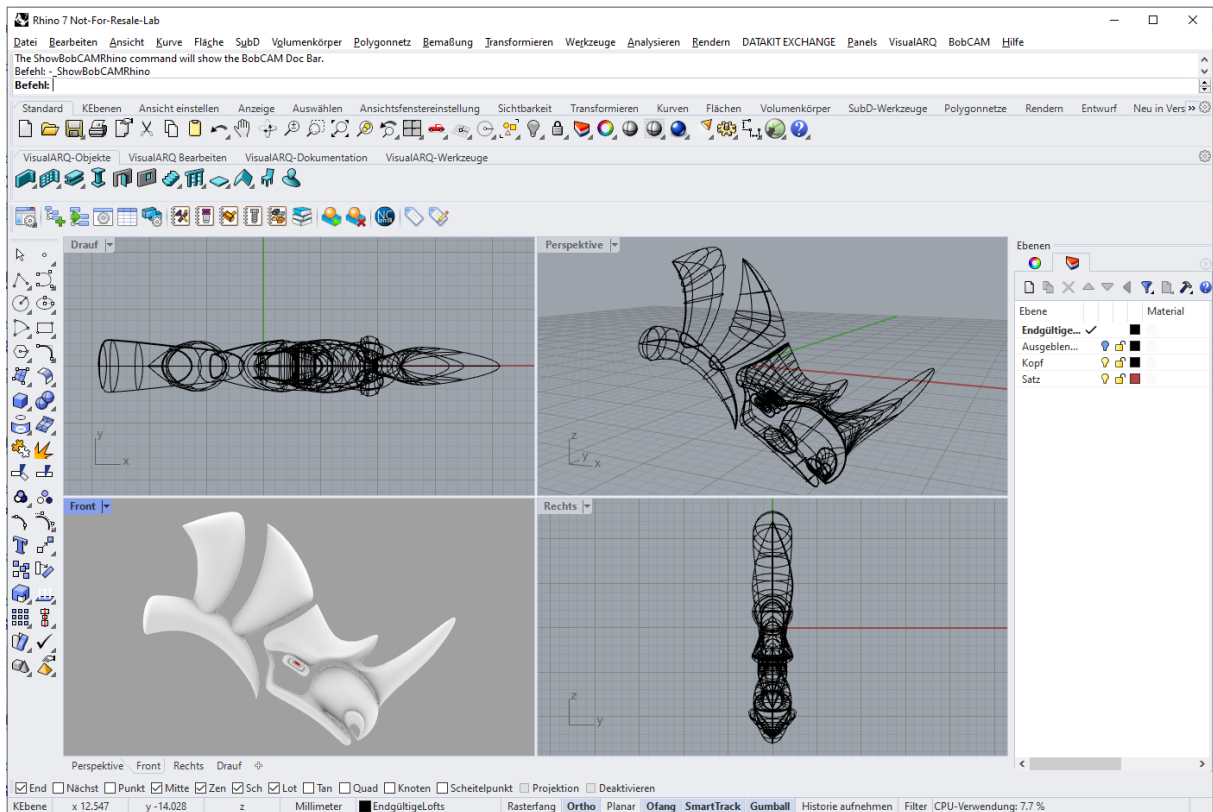 Rhino 7 Not-For-Resale-Lab
Datei Bearbeiten Ansicht Kurve Fläche SubD Volumenkörper Polygonnetz Bemaßung Transformieren Werkzeuge Analysieren Rendern DATAKIT EXCHANGE Panels VisualARQ BobCAM Hilfe
The ShowBobCAMRhino command will show the BobCAM Doc Bar.
Befehl: -_ShowBobCAMRhino
Befehl:
Standard KEbenen Ansicht einstellen Anzeige Auswählen Ansichtsfenstereinstellung Sichtbarkeit Transformieren Kurven Flächen Volumenkörper SubD-Werkzeuge Polygonnetze Rendern Entwurf Neu in Vers »
VisualARQ-Objekte VisualARQ Bearbeiten VisualARQ-Dokumentation VisualARQ-Werkzeuge
NC
Drauf
y
x
Perspektive
z
y
x
Front
Rechts
z
y
Ebenen
Ebene Material
Endgültige...
Ausgeblen...
Kopf
Satz
Perspektive Front Rechts Drauf
End Nächst Punkt Mitte Zen Sch Lot Tan Quad Knoten Scheitelpunkt Projektion Deaktivieren
KEbene x 12.547 y -14.028 z Millimeter EndgültigeLofts Rasterfang Ortho Planar Ofang SmartTrack Gumball Historie aufnehmen Filter CPU-Verwendung: 7.7 %